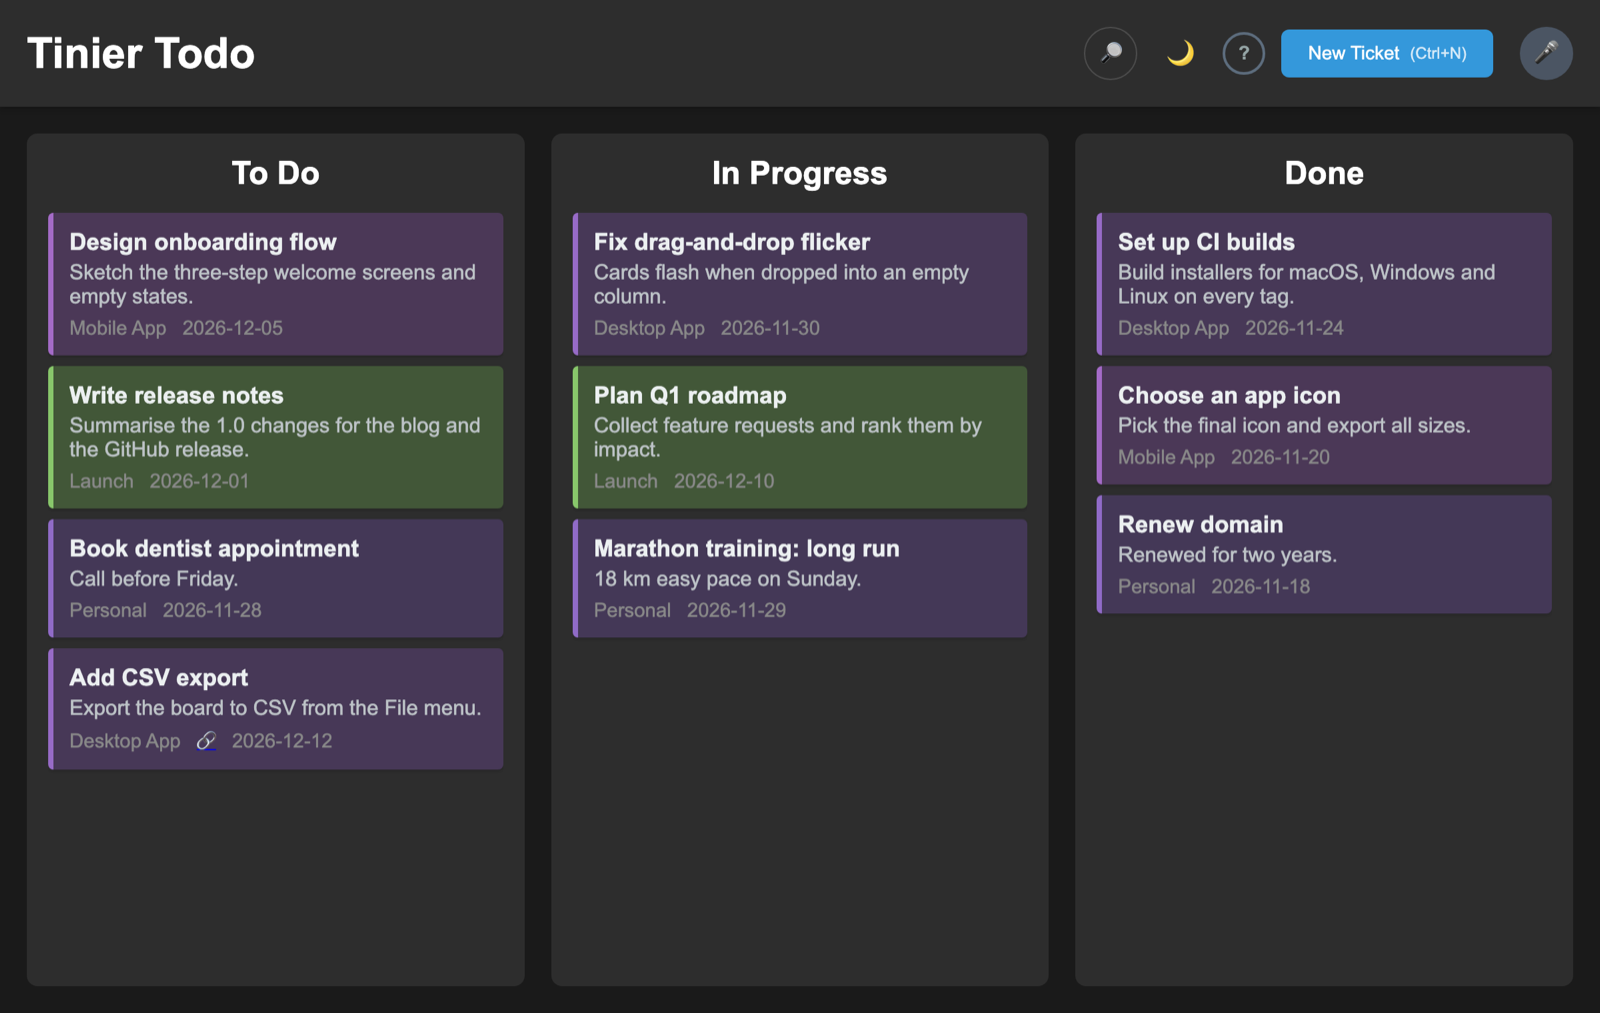 Tinier Todo
?
New Ticket (Ctrl+N)
To Do
Design onboarding flow
Sketch the three-step welcome screens and
empty states.
Mobile App 2026-12-05
Write release notes
Summarise the 1.0 changes for the blog and
the GitHub release.
Launch 2026-12-01
Book dentist appointment
Call before Friday.
Personal 2026-11-28
Add CSV export
Export the board to CSV from the File menu.
Desktop App 2026-12-12
In Progress
Fix drag-and-drop flicker
Cards flash when dropped into an empty
column.
Desktop App 2026-11-30
Plan Q1 roadmap
Collect feature requests and rank them by
impact.
Launch 2026-12-10
Marathon training: long run
18 km easy pace on Sunday.
Personal 2026-11-29
Done
Set up CI builds
Build installers for macOS, Windows and
Linux on every tag.
Desktop App 2026-11-24
Choose an app icon
Pick the final icon and export all sizes.
Mobile App 2026-11-20
Renew domain
Renewed for two years.
Personal 2026-11-18